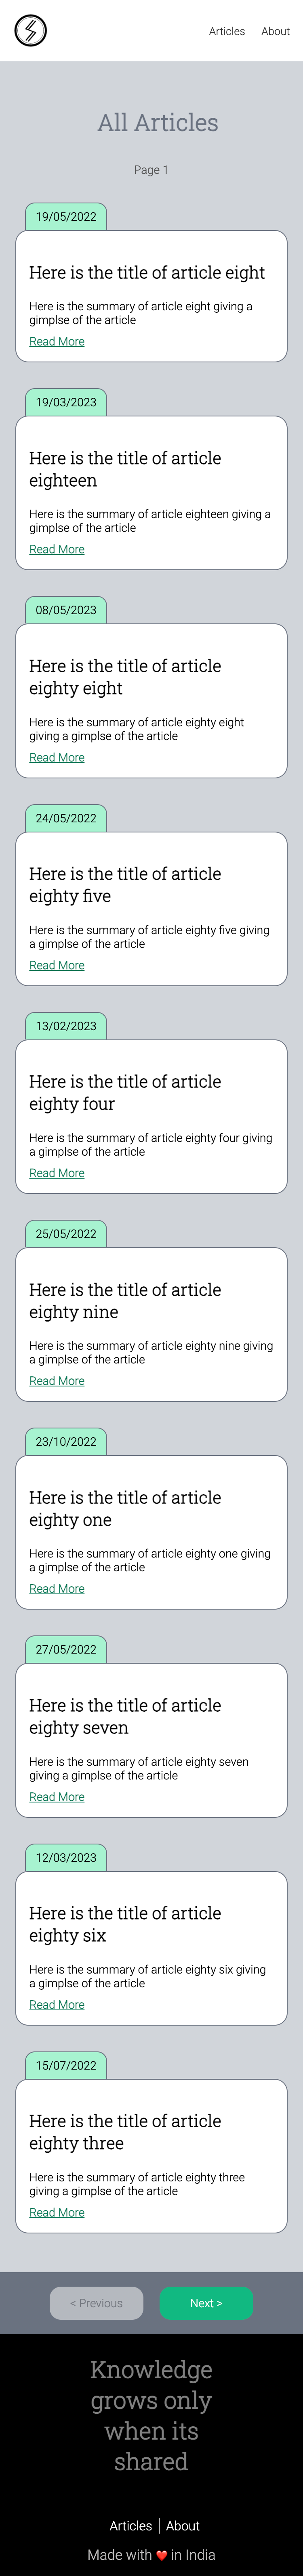 Articles About
All Articles
Page 1
19/05/2022
Here is the title of article eight
Here is the summary of article eight giving a
gimplse of the article
Read More
19/03/2023
Here is the title of article
eighteen
Here is the summary of article eighteen giving a
gimplse of the article
Read More
08/05/2023
Here is the title of article
eighty eight
Here is the summary of article eighty eight
giving a gimplse of the article
Read More
24/05/2022
Here is the title of article
eighty five
Here is the summary of article eighty five giving
a gimplse of the article
Read More
13/02/2023
Here is the title of article
eighty four
Here is the summary of article eighty four giving
a gimplse of the article
Read More
25/05/2022
Here is the title of article
eighty nine
Here is the summary of article eighty nine giving
a gimplse of the article
Read More
23/10/2022
Here is the title of article
eighty one
Here is the summary of article eighty one giving
a gimplse of the article
Read More
27/05/2022
Here is the title of article
eighty seven
Here is the summary of article eighty seven
giving a gimplse of the article
Read More
12/03/2023
Here is the title of article
eighty six
Here is the summary of article eighty six giving
a gimplse of the article
Read More
15/07/2022
Here is the title of article
eighty three
Here is the summary of article eighty three
giving a gimplse of the article
Read More
< Previous Next >
Knowledge
grows only
when its
shared
Articles | About
Made with ❤️ in India